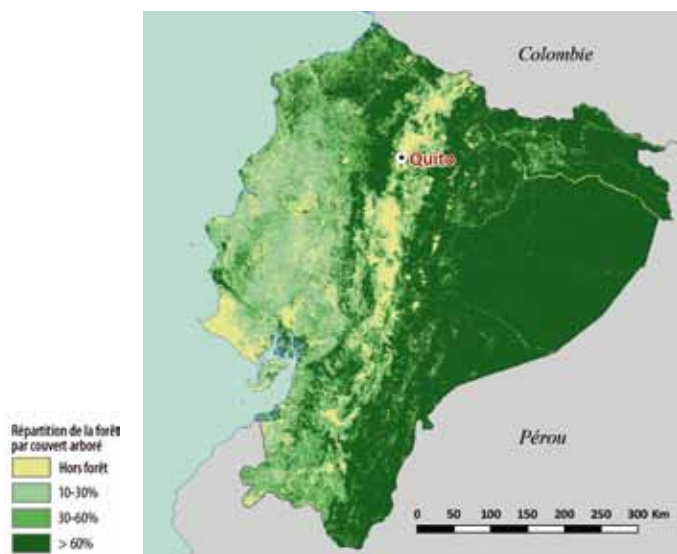 Colombie
Quito
Pérou
Répartition de la forêt
par couvert arboré
Hors forêt
10-30%
30-60%
> 60%
0 50 100 150 200 250 300 Km